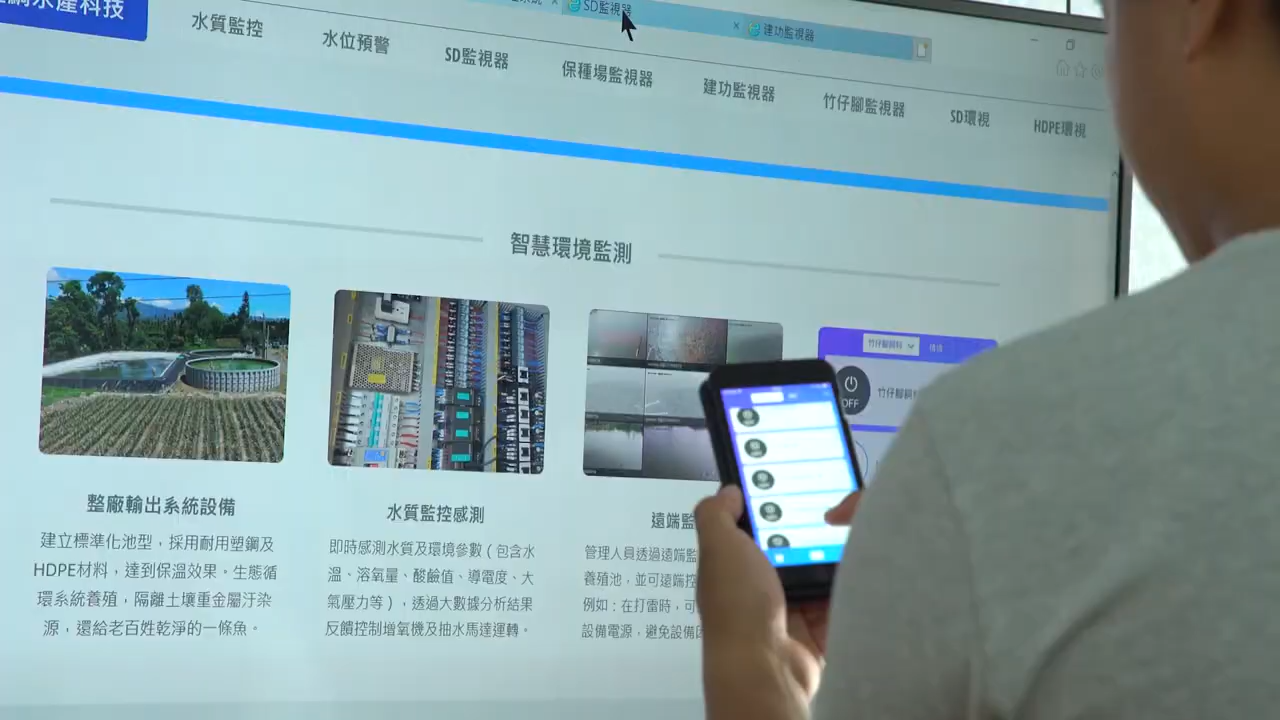 水產科技
SD監視器
建功監視器
水質監控
水位預警
SD監視器
保種場監視器
建功監視器
竹仔腳監視器
SD環視
HDPE環視
智慧環境監測
整廠輸出系統設備
建立標準化池型，採用耐用塑鋼及
HDPE材料，達到保溫效果。生態循
環系統養殖，隔離土壤重金屬汙染
源，還給老百姓乾淨的一條魚。
水質監控感測
即時感測水質及環境參數（包含水
溫、溶氧量、酸鹼值、導電度、大
氣壓力等），透過大數據分析結果
反饋控制增氧機及抽水馬達運轉。
遠端監
管理人員透過遠端監
養殖池，並可遠端控
例如：在打雷時，可
設備電源，避免設備因
竹仔腳飼料
OFF
竹仔腳飼